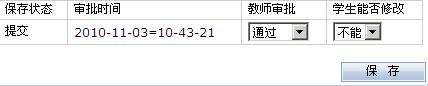 保存状态 审批时间 教师审批 学生能否修改
提交 2010-11-03=10-43-21 通过 不能
保 存